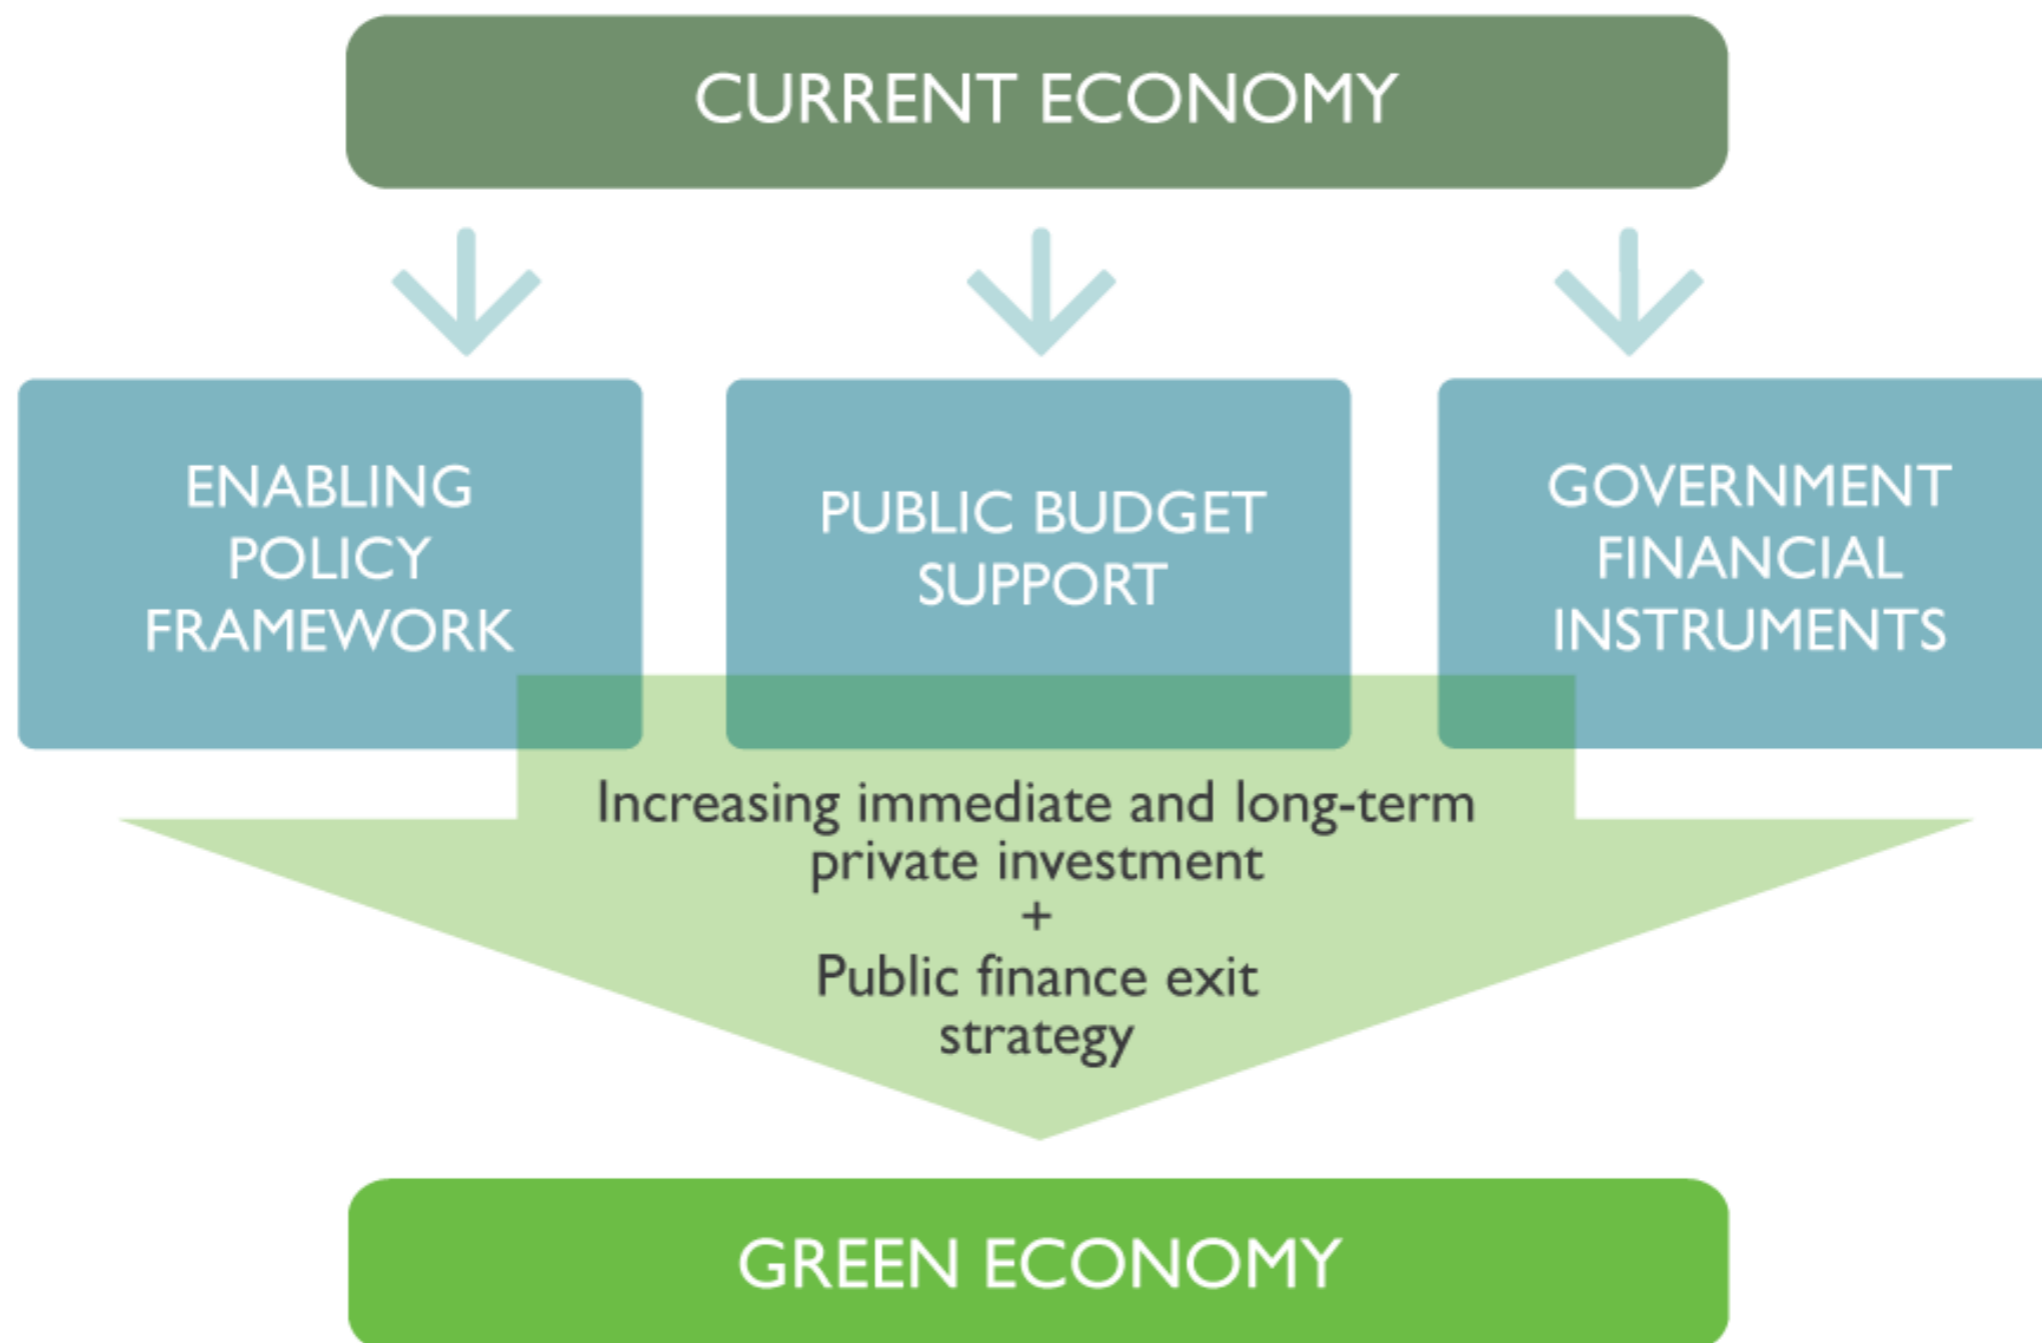 CURRENT ECONOMY
ENABLING
POLICY
FRAMEWORK
PUBLIC BUDGET
SUPPORT
GOVERNMENT
FINANCIAL
INSTRUMENTS
Increasing immediate and long-term
private investment
+
Public finance exit
strategy
GREEN ECONOMY